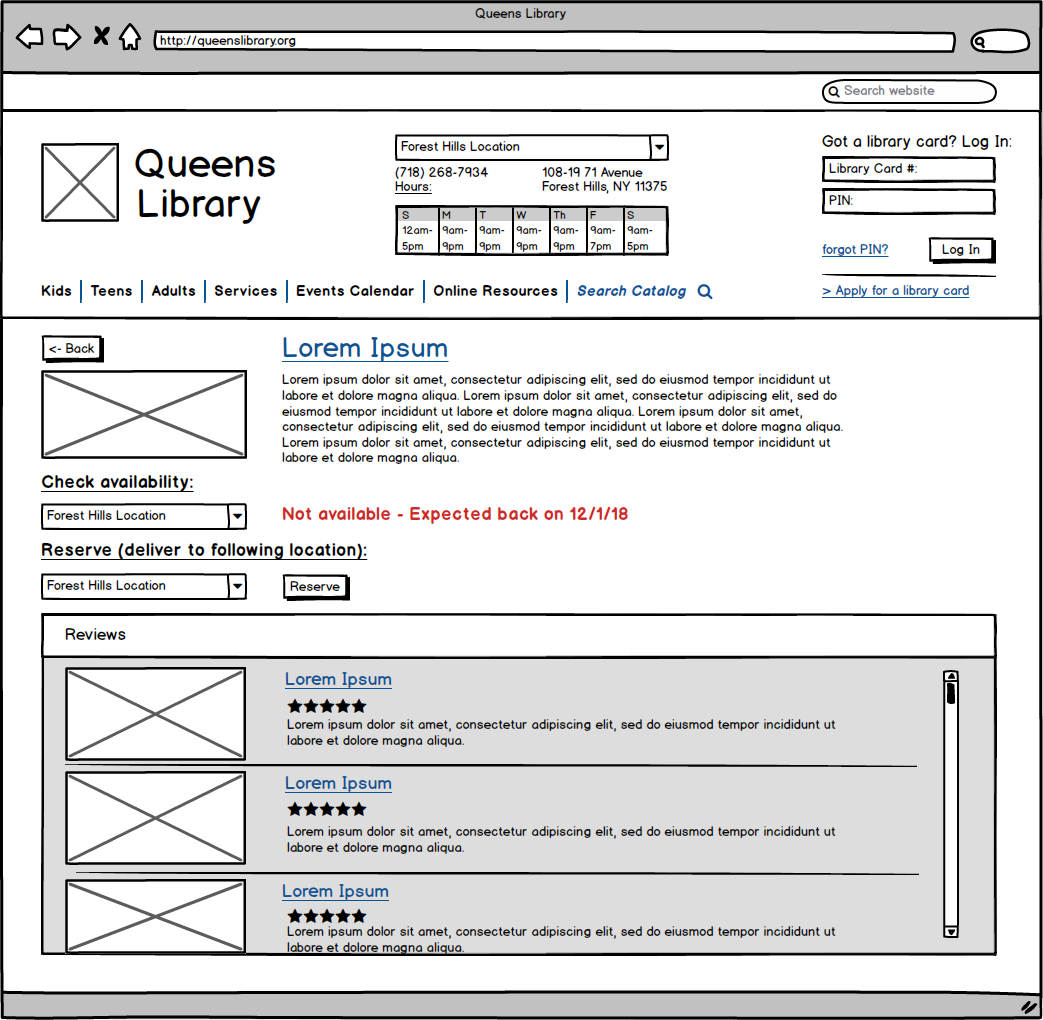 Queens Library
http://queenslibrary.org
Search website
Queens
Library
Forest Hills Location
(718) 268-7934
Hours:
108-19 71 Avenue
Forest Hills, NY 11375
S M T W Th F S
12am- 9am- 9am- 9am- 9am- 9am- 9am-
5pm 9pm 9pm 9pm 9pm 7pm 5pm
Got a library card? Log In:
Library Card #:
PIN:
forgot PIN?
Log In
> Apply for a library card
Kids Teens Adults Services Events Calendar Online Resources Search Catalog
<- Back
Lorem Ipsum
Lorem ipsum dolor sit amet, consectetur adipiscing elit, sed do eiusmod tempor incididunt ut
labore et dolore magna aliqua. Lorem ipsum dolor sit amet, consectetur adipiscing elit, sed do
eiusmod tempor incididunt ut labore et dolore magna aliqua. Lorem ipsum dolor sit amet,
consectetur adipiscing elit, sed do eiusmod tempor incididunt ut labore et dolore magna aliqua.
Lorem ipsum dolor sit amet, consectetur adipiscing elit, sed do eiusmod tempor incididunt ut
labore et dolore magna aliqua.
Check availability:
Forest Hills Location
Not available - Expected back on 12/1/18
Reserve (deliver to following location):
Forest Hills Location
Reserve
Reviews
Lorem Ipsum
Lorem ipsum dolor sit amet, consectetur adipiscing elit, sed do eiusmod tempor incididunt ut
labore et dolore magna aliqua.
Lorem Ipsum
Lorem ipsum dolor sit amet, consectetur adipiscing elit, sed do eiusmod tempor incididunt ut
labore et dolore magna aliqua.
Lorem Ipsum
Lorem ipsum dolor sit amet, consectetur adipiscing elit, sed do eiusmod tempor incididunt ut
labore et dolore magna aliqua.